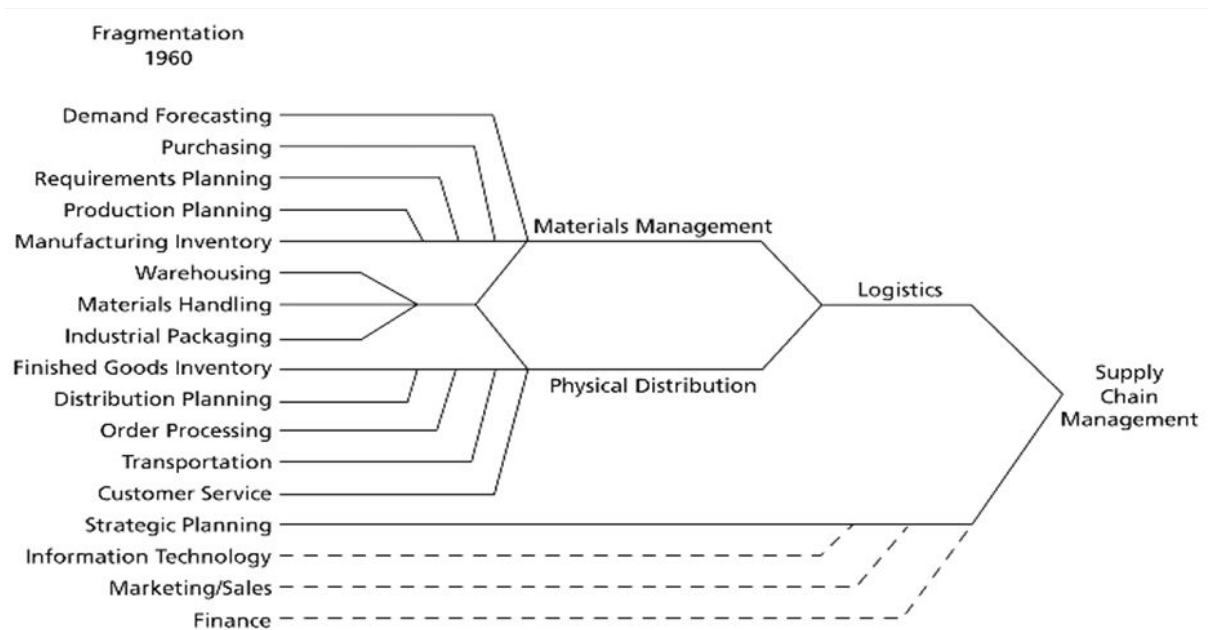 Fragmentation
1960
Demand Forecasting
Purchasing
Requirements Planning
Production Planning
Manufacturing Inventory
Warehousing
Materials Handling
Industrial Packaging
Finished Goods Inventory
Distribution Planning
Order Processing
Transportation
Customer Service
Strategic Planning
Information Technology
Marketing/Sales
Finance
Materials Management
Physical Distribution
Logistics
Supply
Chain
Management